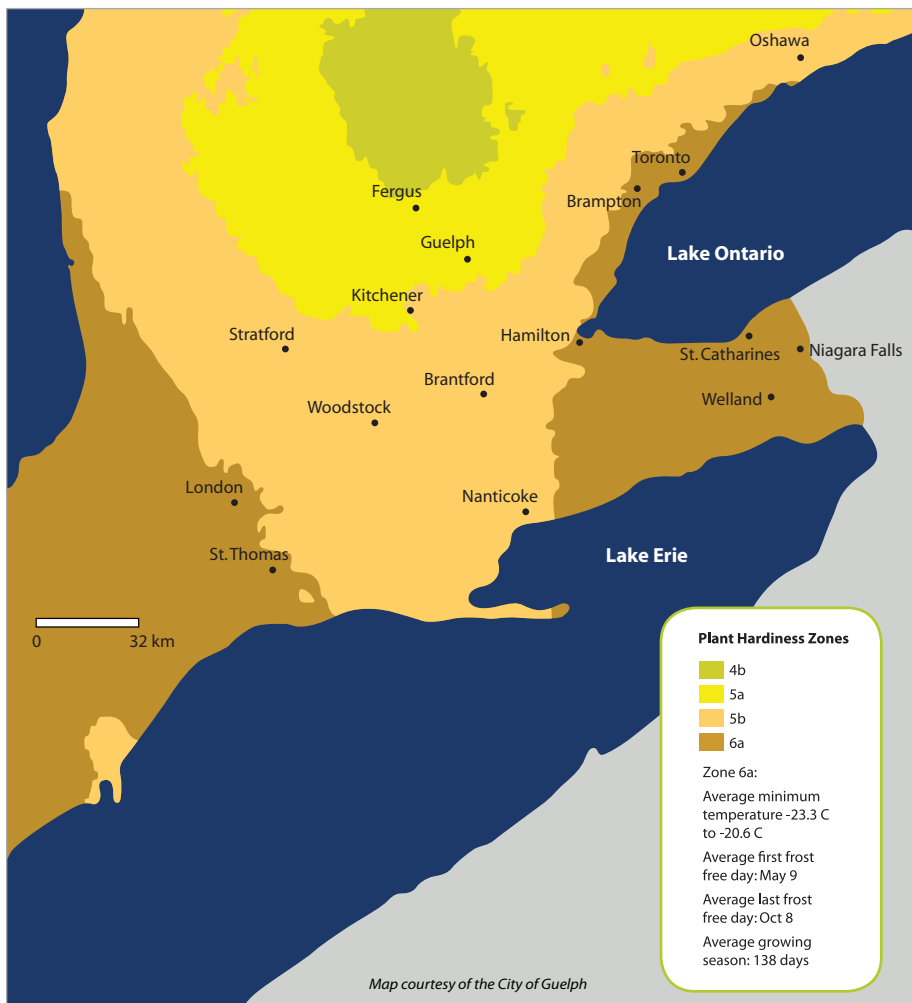 Oshawa
Toronto
Brampton
Fergus
Guelph
Lake Ontario
Kitchener
Stratford
Hamilton
St. Catharines
Niagara Falls
Brantford
Woodstock
Welland
London
Nanticoke
St. Thomas
Lake Erie
0 32 km
Plant Hardiness Zones
4b
5a
5b
6a
Zone 6a:
Average minimum
temperature -23.3 C
to -20.6 C
Average first frost
free day: May 9
Average last frost
free day: Oct 8
Average growing
season: 138 days
Map courtesy of the City of Guelph